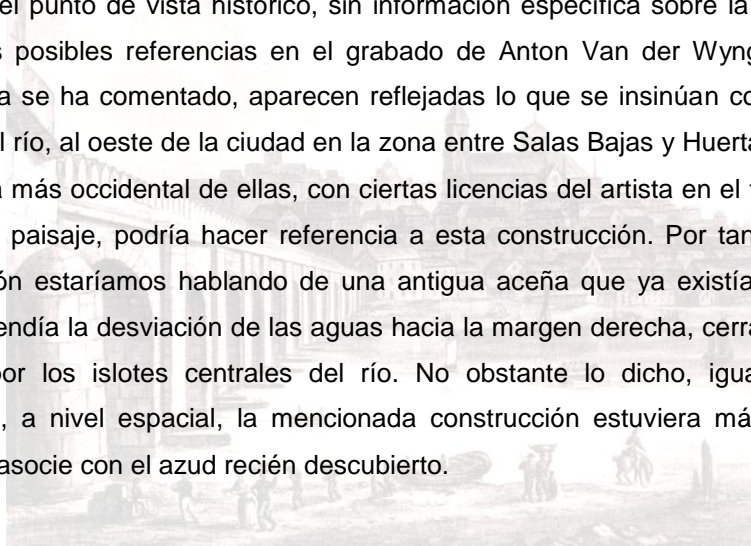 el punto de vista histórico, sin información específica sobre la
s posibles referencias en el grabado de Anton Van der Wyng
a se ha comentado, aparecen reflejadas lo que se insinúan co
l río, al oeste de la ciudad en la zona entre Salas Bajas y Huerta
a más occidental de ellas, con ciertas licencias del artista en el
paisaje, podría hacer referencia a esta construcción. Por tan
ón estaríamos hablando de una antigua aceña que ya existía
endía la desviación de las aguas hacia la margen derecha, cerra
por los islotes centrales del río. No obstante lo dicho, igua
, a nivel espacial, la mencionada construcción estuviera má
asocie con el azud recién descubierto.